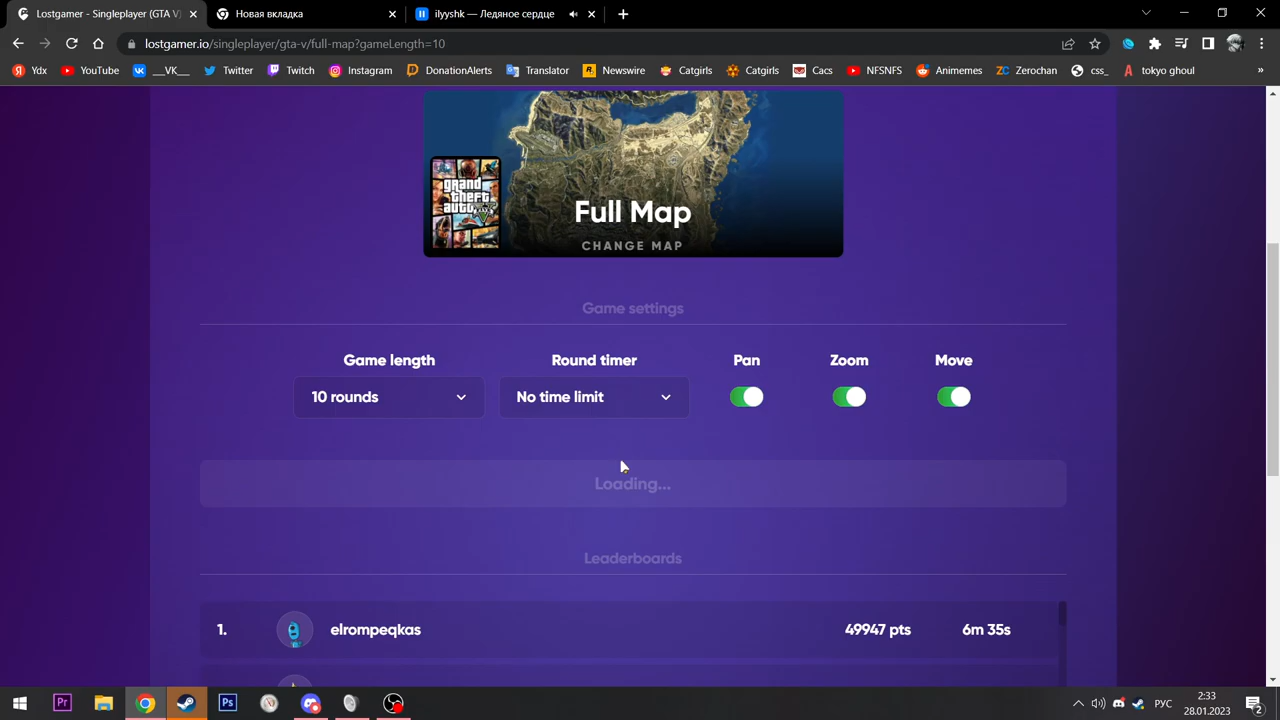 Lostgamer - Singleplayer (GTA V)
Новая вкладка
ilyyshk — Ледяное сердце
lostgamer.io/singleplayer/gta-v/full-map?gameLength=10
Ydx
YouTube
__VK__
Twitter
Twitch
Instagram
DonationAlerts
Translator
Newswire
Catgirls
Catgirls
Cacs
NFSNFS
Animemes
Zerochan
css_
tokyo ghoul
»
grand
theft
auto
Full Map
CHANGE MAP
Game settings
Game length
Round timer
Pan
Zoom
Move
10 rounds
No time limit
Loading...
Leaderboards
1.
elrompeqkas
49947 pts
6m 35s
Pr
Ps
РУС
2:33
28.01.2023
2